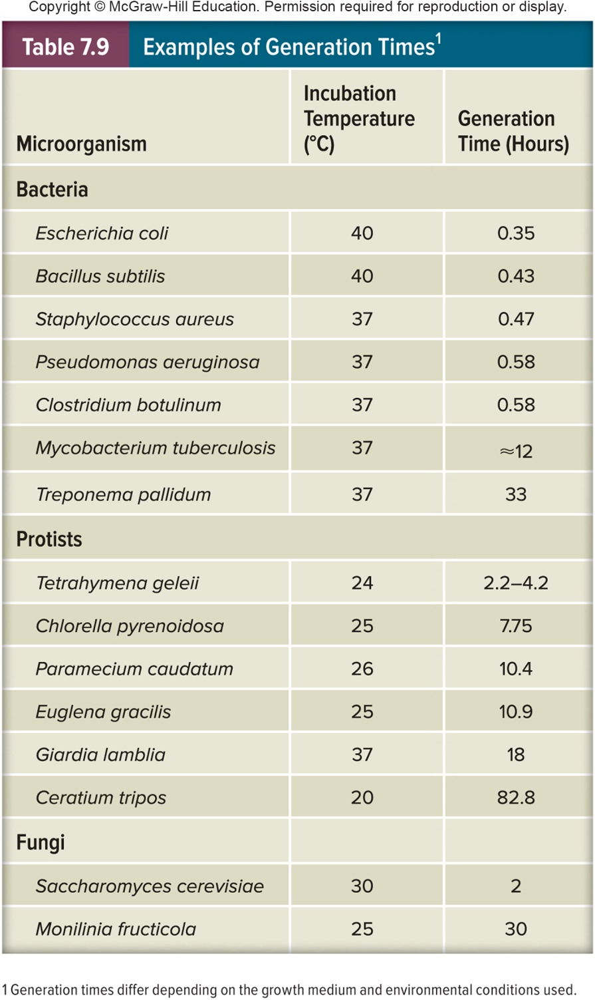 Copyright © McGraw-Hill Education. Permission required for reproduction or display.
Table 7.9 Examples of Generation Times¹
Microorganism Incubation Temperature (°C) Generation Time (Hours)
Bacteria
Escherichia coli 40 0.35
Bacillus subtilis 40 0.43
Staphylococcus aureus 37 0.47
Pseudomonas aeruginosa 37 0.58
Clostridium botulinum 37 0.58
Mycobacterium tuberculosis 37 ≈12
Treponema pallidum 37 33
Protists
Tetrahymena geleii 24 2.2–4.2
Chlorella pyrenoidosa 25 7.75
Paramecium caudatum 26 10.4
Euglena gracilis 25 10.9
Giardia lamblia 37 18
Ceratium tripos 20 82.8
Fungi
Saccharomyces cerevisiae 30 2
Monilinia fructicola 25 30
1 Generation times differ depending on the growth medium and environmental conditions used.